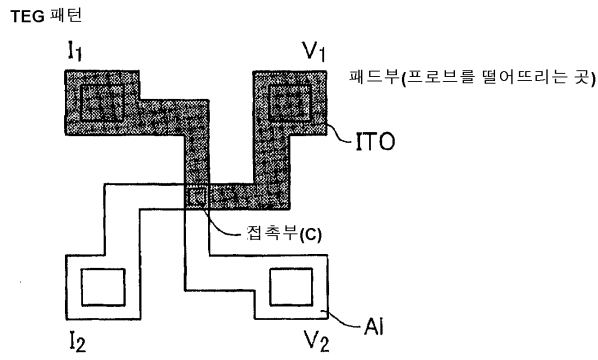 TEG 패턴
I1 V1
패드부(프로브를 떨어뜨리는 곳)
ITO
접촉부(C)
Al
I2 V2